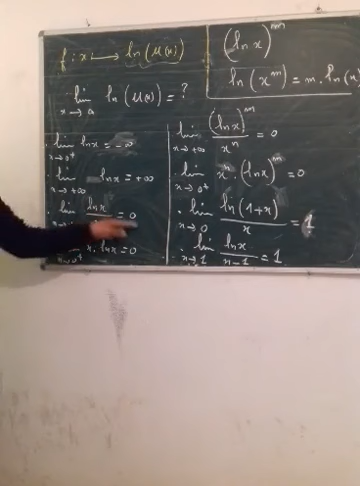 f: x ⟼ ln(U(x))
lim ln(U(x)) = ?
x → a
(ln x)^m
ln(x^m) = m · ln(x)
lim ln x = -∞
x → 0⁺
lim ln x = +∞
x → +∞
lim ln x / x = 0
lim x · ln x = 0
x → 0⁺
lim (ln x)^m / x^n = 0
x → +∞
lim x^n · (ln x)^m = 0
x → 0⁺
lim ln(1+x) / x = 1
x → 0
lim ln x / x-1 = 1
x → 1